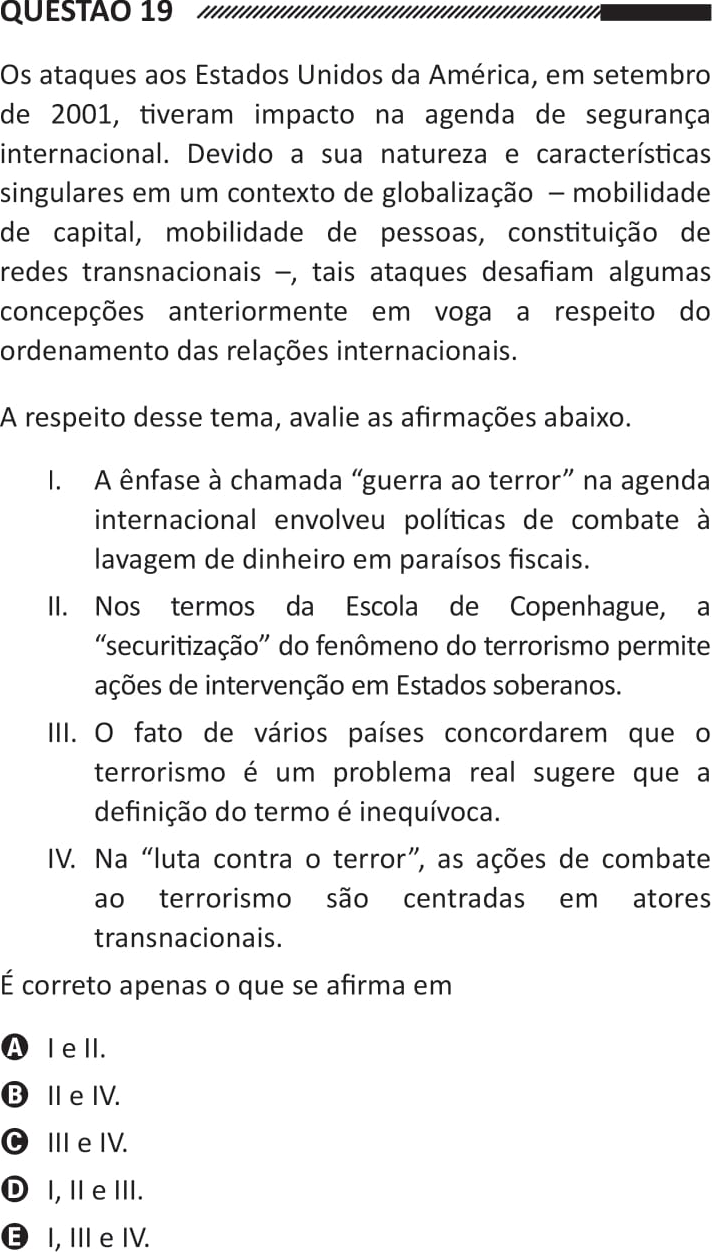 QUESTÃO 19
Os ataques aos Estados Unidos da América, em setembro
de 2001, tiveram impacto na agenda de segurança
internacional. Devido a sua natureza e características
singulares em um contexto de globalização – mobilidade
de capital, mobilidade de pessoas, constituição de
redes transnacionais –, tais ataques desafiam algumas
concepções anteriormente em voga a respeito do
ordenamento das relações internacionais.
A respeito desse tema, avalie as afirmações abaixo.
I. A ênfase à chamada “guerra ao terror” na agenda
internacional envolveu políticas de combate à
lavagem de dinheiro em paraísos fiscais.
II. Nos termos da Escola de Copenhague, a
“securitização” do fenômeno do terrorismo permite
ações de intervenção em Estados soberanos.
III. O fato de vários países concordarem que o
terrorismo é um problema real sugere que a
definição do termo é inequívoca.
IV. Na “luta contra o terror”, as ações de combate
ao terrorismo são centradas em atores
transnacionais.
É correto apenas o que se afirma em
A I e II.
B II e IV.
C III e IV.
D I, II e III.
E I, III e IV.